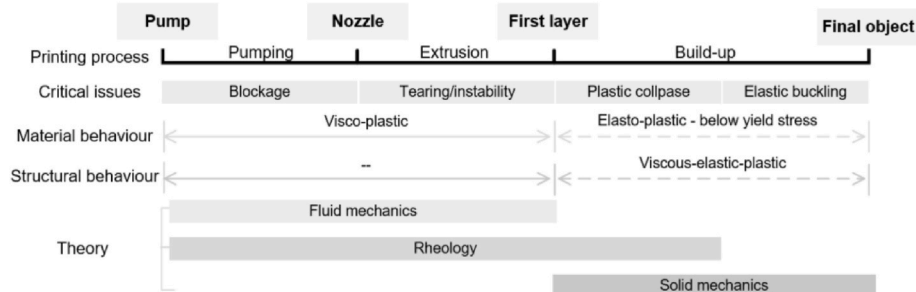 Pump Nozzle First layer Final object
Printing process Pumping Extrusion Build-up
Critical issues Blockage Tearing/instability Plastic collpase Elastic buckling
Material behaviour Visco-plastic Elasto-plastic - below yield stress
Structural behaviour -- Viscous-elastic-plastic
Fluid mechanics
Theory Rheology
Solid mechanics